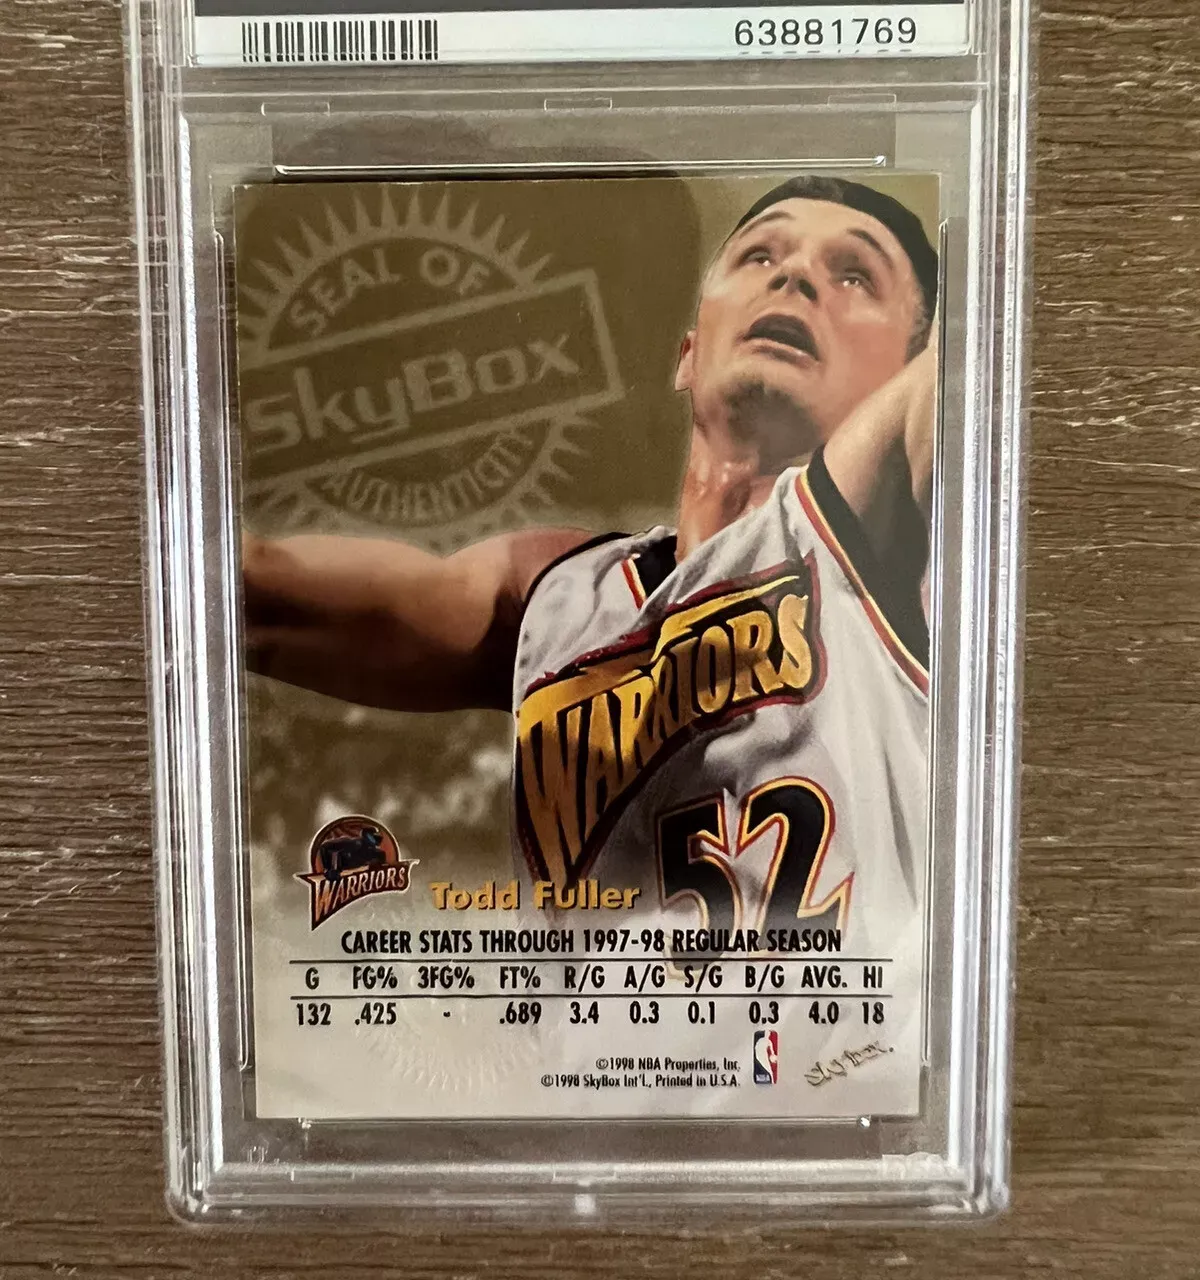 63881769
SEAL OF
SkyBox
AUTHENTICITY
WARRIORS
52
WARRIORS
Todd Fuller
CAREER STATS THROUGH 1997-98 REGULAR SEASON
G FG% 3FG% FT% R/G A/G S/G B/G AVG. HI
132 .425 - .689 3.4 0.3 0.1 0.3 4.0 18
©1998 NBA Properties, Inc.
©1998 SkyBox Int'L, Printed in U.S.A.
NBA